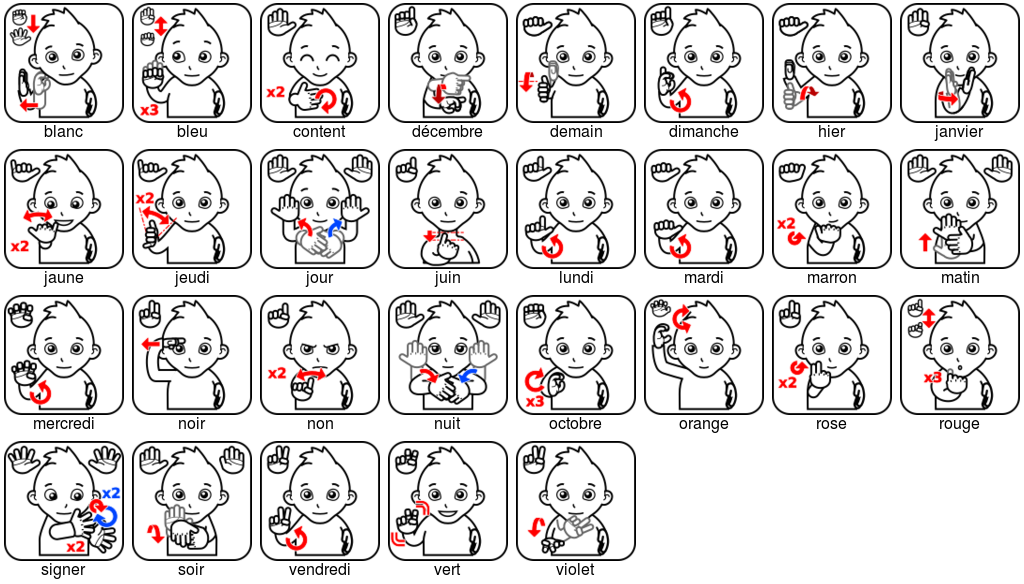 blanc bleu content décembre demain dimanche hier janvier
x3
x2
jaune jeudi jour juin lundi mardi marron matin
x2
x2
x2
mercredi noir non nuit octobre orange rose rouge
x2
x3
x2
x3
signer soir vendredi vert violet
x2
x2